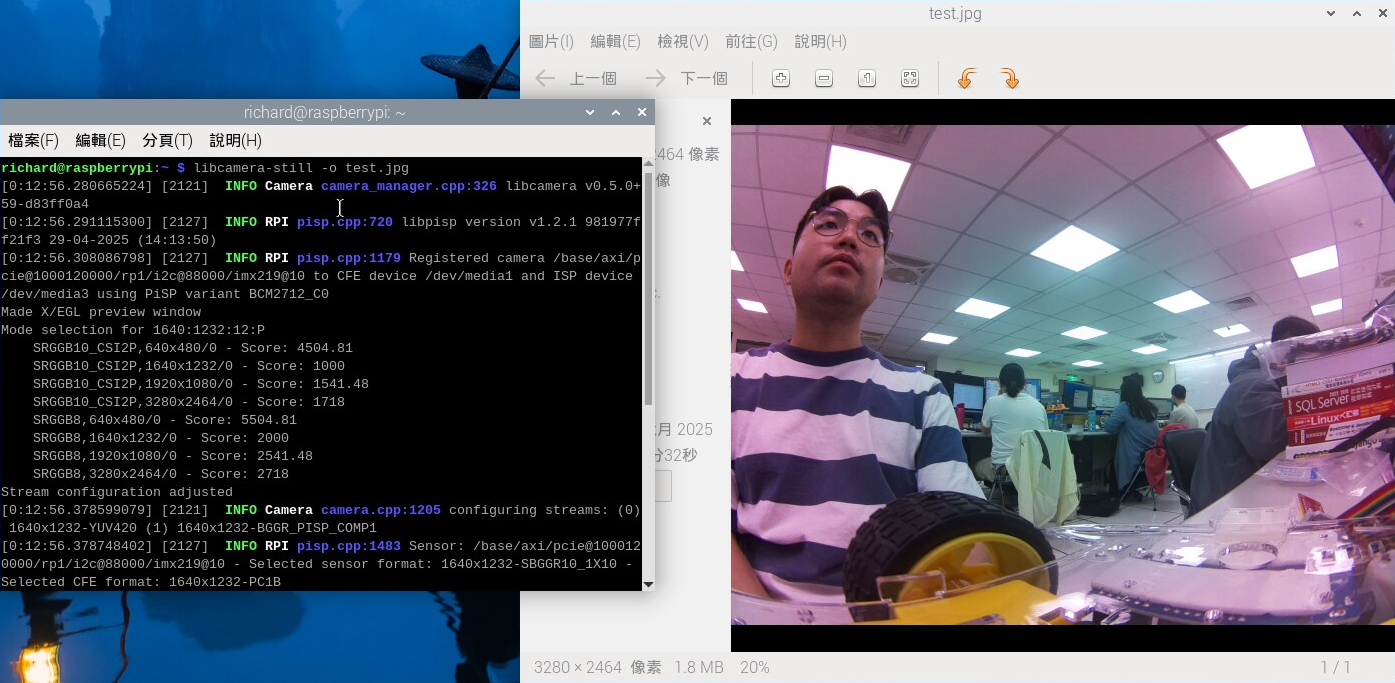 test.jpg
圖片(I) 編輯(E) 檢視(V) 前往(G) 說明(H)
上一個 下一個
richard@raspberrypi: ~
檔案(F) 編輯(E) 分頁(T) 說明(H)
richard@raspberrypi:~ $ libcamera-still -o test.jpg
[0:12:56.280665224] [2121]  INFO Camera camera_manager.cpp:326 libcamera v0.5.0+
59-d83ff0a4
[0:12:56.291115300] [2127]  INFO RPI pisp.cpp:720 libpisp version v1.2.1 981977f
f21f3 29-04-2025 (14:13:50)
[0:12:56.308086798] [2127]  INFO RPI pisp.cpp:1179 Registered camera /base/axi/p
cie@1000120000/rp1/i2c@88000/imx219@10 to CFE device /dev/media1 and ISP device
/dev/media3 using PiSP variant BCM2712_C0
Made X/EGL preview window
Mode selection for 1640:1232:12:P
SRGGB10_CSI2P,640x480/0 - Score: 4504.81
SRGGB10_CSI2P,1640x1232/0 - Score: 1000
SRGGB10_CSI2P,1920x1080/0 - Score: 1541.48
SRGGB10_CSI2P,3280x2464/0 - Score: 1718
SRGGB8,640x480/0 - Score: 5504.81
SRGGB8,1640x1232/0 - Score: 2000
SRGGB8,1920x1080/0 - Score: 2541.48
SRGGB8,3280x2464/0 - Score: 2718
Stream configuration adjusted
[0:12:56.378599079] [2121]  INFO Camera camera.cpp:1205 configuring streams: (0)
1640x1232-YUV420 (1) 1640x1232-BGGR_PISP_COMP1
[0:12:56.378748402] [2127]  INFO RPI pisp.cpp:1483 Sensor: /base/axi/pcie@100012
0000/rp1/i2c@88000/imx219@10 - Selected sensor format: 1640x1232-SBGGR10_1X10 -
Selected CFE format: 1640x1232-PC1B
2464 像素
像
月 2025
32秒
SQL Server
Linux
3280 × 2464 像素 1.8 MB 20%
1 / 1